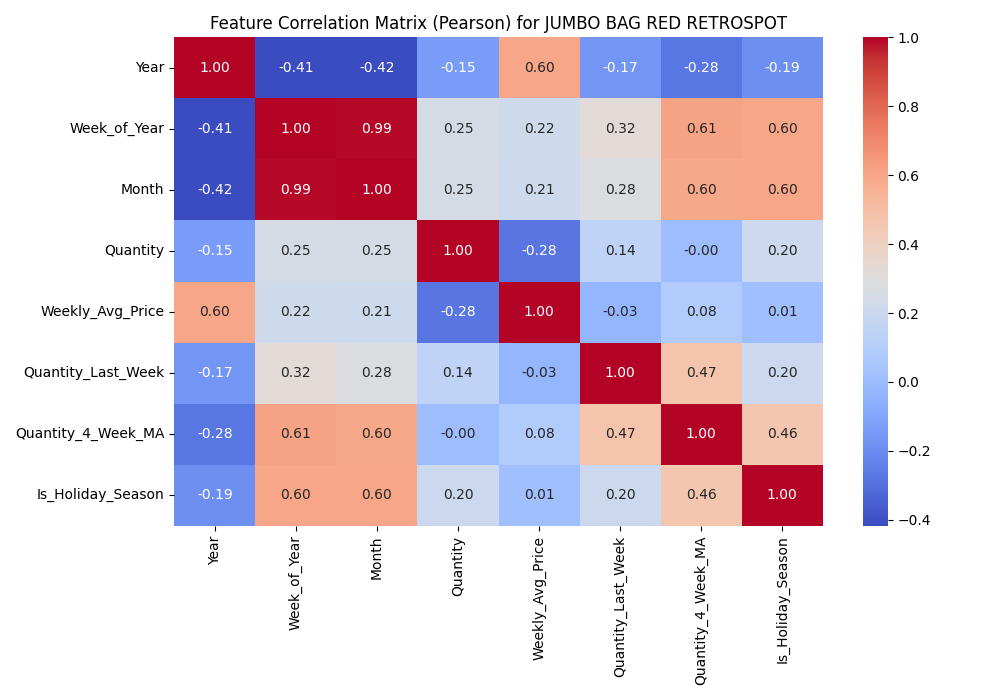 Feature Correlation Matrix (Pearson) for JUMBO BAG RED RETROSPOT
Year 1.00 -0.41 -0.42 -0.15 0.60 -0.17 -0.28 -0.19
Week_of_Year -0.41 1.00 0.99 0.25 0.22 0.32 0.61 0.60
Month -0.42 0.99 1.00 0.25 0.21 0.28 0.60 0.60
Quantity -0.15 0.25 0.25 1.00 -0.28 0.14 -0.00 0.20
Weekly_Avg_Price 0.60 0.22 0.21 -0.28 1.00 -0.03 0.08 0.01
Quantity_Last_Week -0.17 0.32 0.28 0.14 -0.03 1.00 0.47 0.20
Quantity_4_Week_MA -0.28 0.61 0.60 -0.00 0.08 0.47 1.00 0.46
Is_Holiday_Season -0.19 0.60 0.60 0.20 0.01 0.20 0.46 1.00
Year
Week_of_Year
Month
Quantity
Weekly_Avg_Price
Quantity_Last_Week
Quantity_4_Week_MA
Is_Holiday_Season
1.0
0.8
0.6
0.4
0.2
0.0
−0.2
−0.4